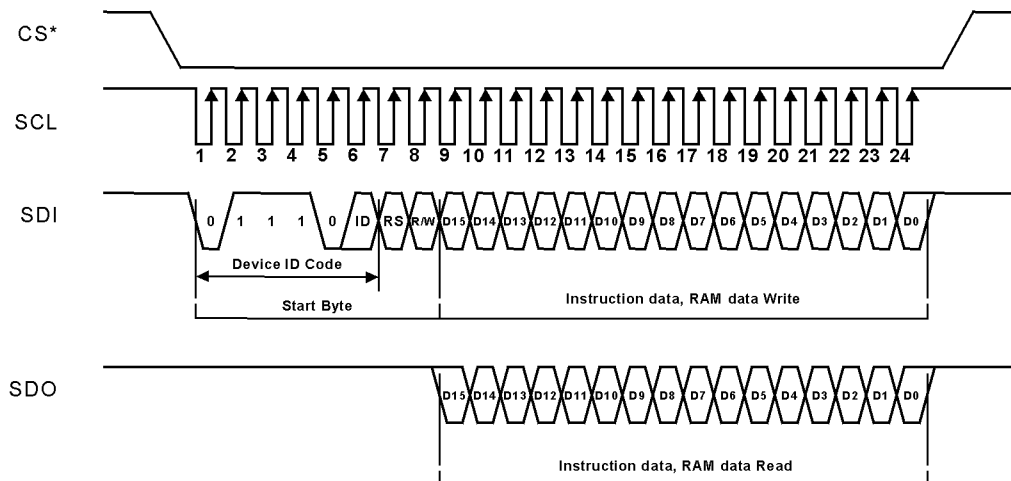 CS*
SCL
1 2 3 4 5 6 7 8 9 10 11 12 13 14 15 16 17 18 19 20 21 22 23 24
SDI
0 1 1 1 0 ID RS R/W D15 D14 D13 D12 D11 D10 D9 D8 D7 D6 D5 D4 D3 D2 D1 D0
Device ID Code
Start Byte
Instruction data, RAM data Write
SDO
D15 D14 D13 D12 D11 D10 D9 D8 D7 D6 D5 D4 D3 D2 D1 D0
Instruction data, RAM data Read